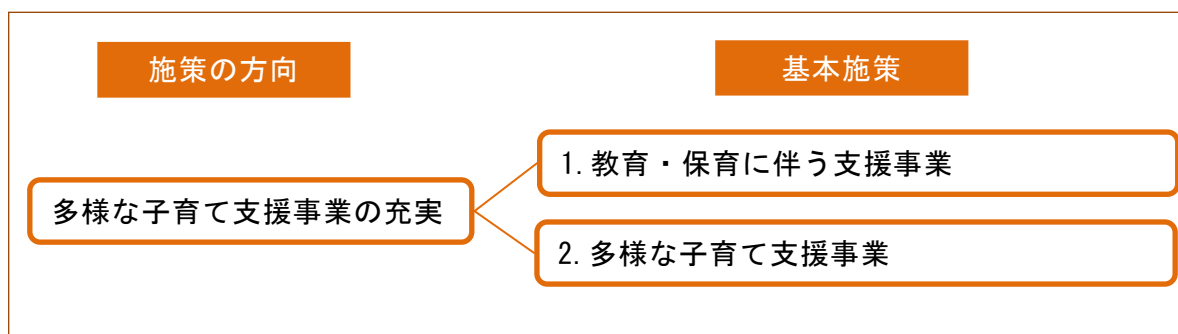 施策の方向
基本施策
多様な子育て支援事業の充実
1.教育・保育に伴う支援事業
2.多様な子育て支援事業